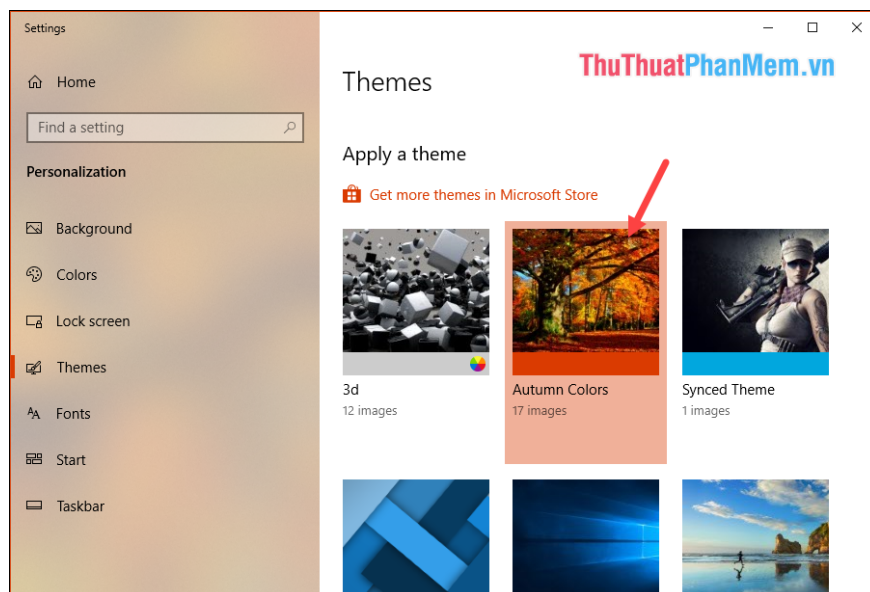 Settings
ThuThuatPhanMem.vn
Home
Find a setting
Personalization
Background
Colors
Lock screen
Themes
Fonts
Start
Taskbar
Themes
Apply a theme
Get more themes in Microsoft Store
3d
12 images
Autumn Colors
17 images
Synced Theme
1 images